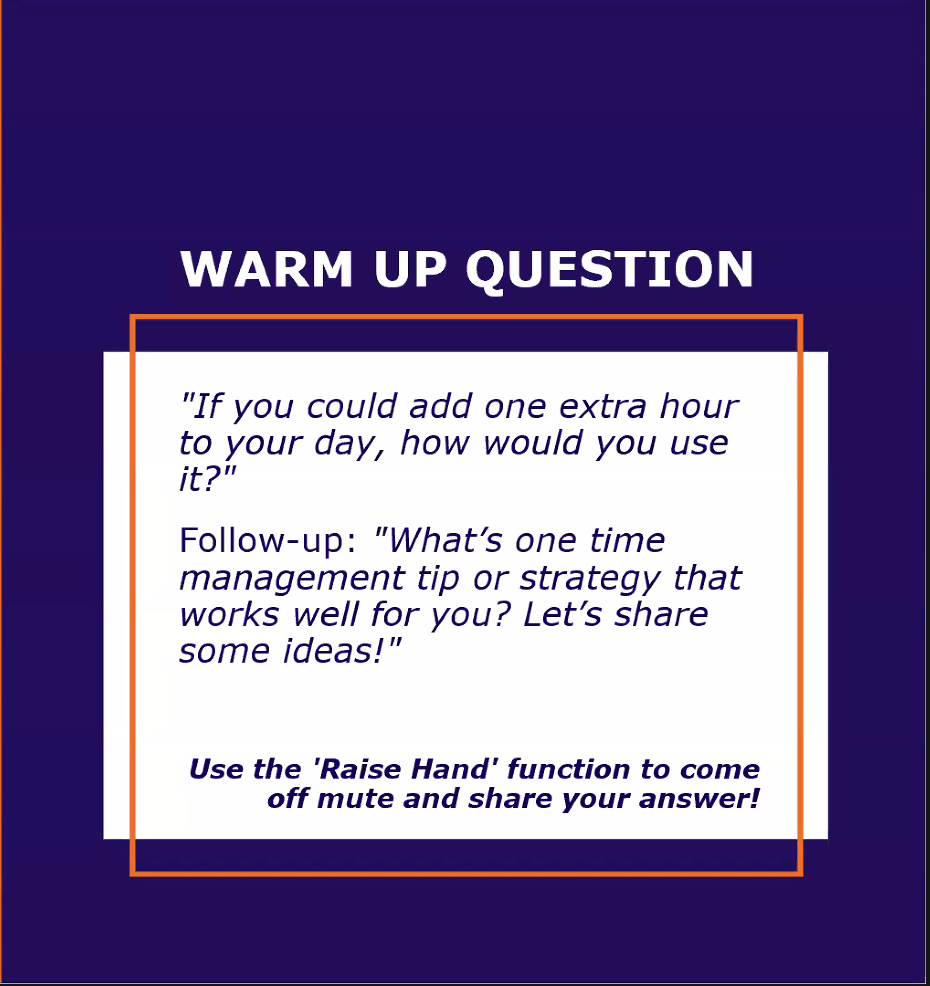 WARM UP QUESTION
"If you could add one extra hour
to your day, how would you use
it?"
Follow-up: "What’s one time
management tip or strategy that
works well for you? Let’s share
some ideas!"
Use the 'Raise Hand' function to come
off mute and share your answer!